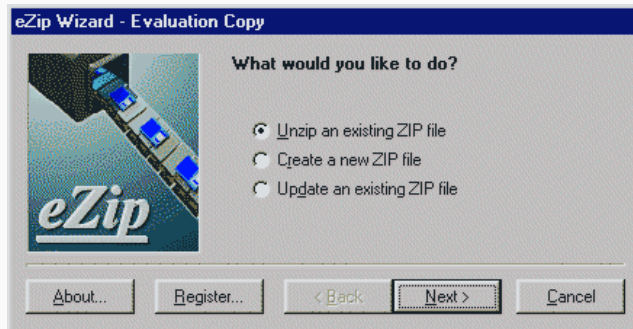 eZip Wizard - Evaluation Copy
What would you like to do?
Unzip an existing ZIP file
Create a new ZIP file
Update an existing ZIP file
eZip
About... Register... < Back Next > Cancel